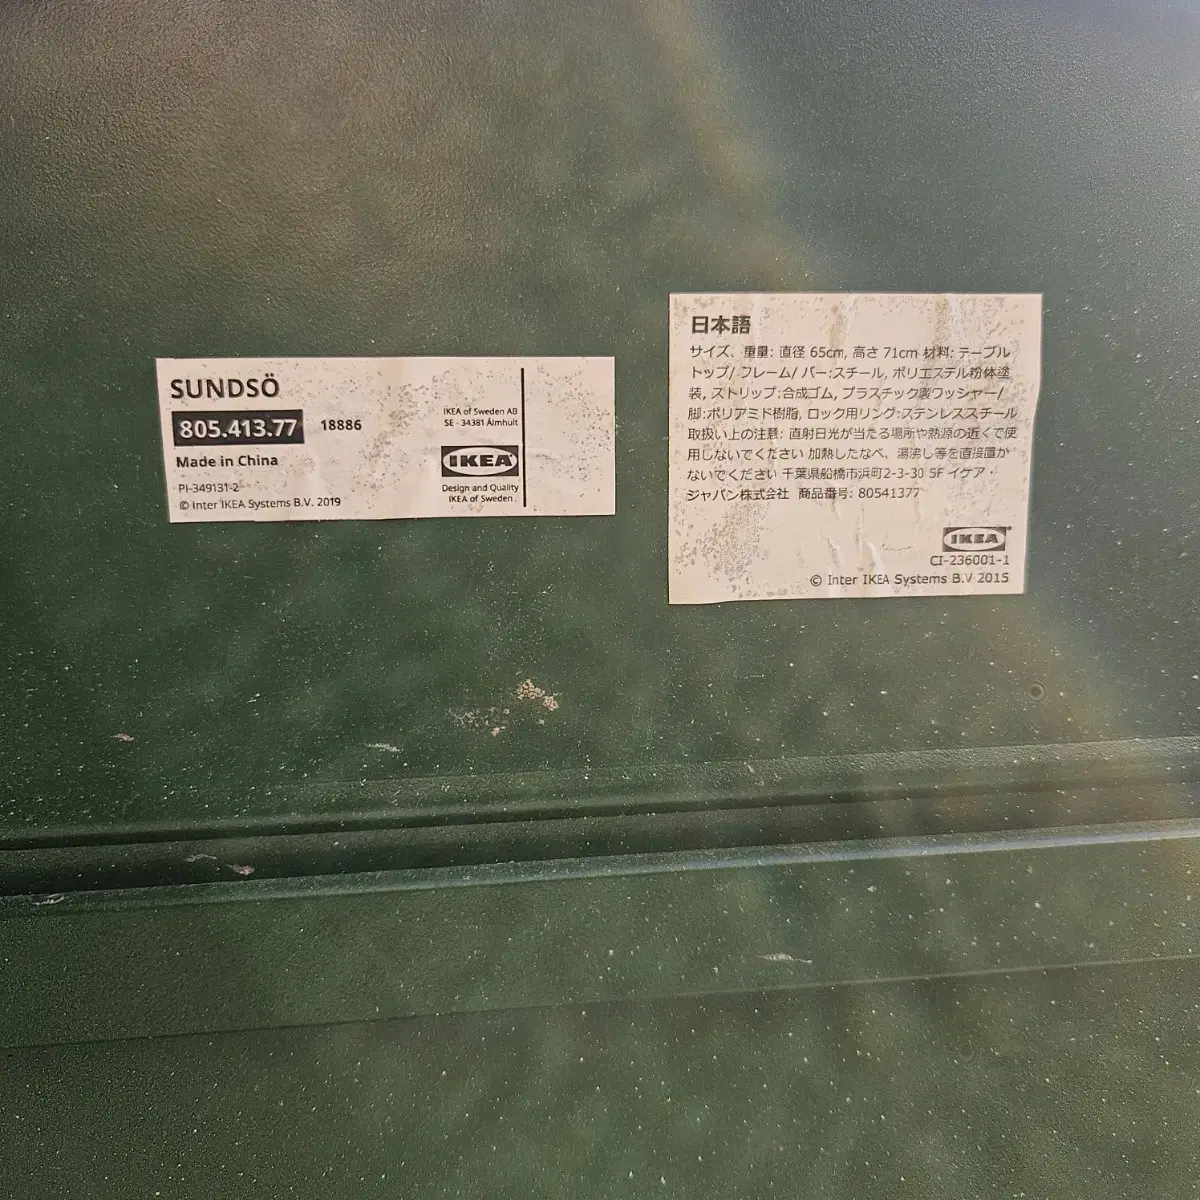 SUNDSÖ
805.413.77 18886
Made in China
PI-349131-2
© Inter IKEA Systems B.V. 2019
IKEA of Sweden AB
SE - 34381 Älmhult
IKEA
Design and Quality
IKEA of Sweden
日本語
サイズ、重量: 直径 65cm, 高さ 71cm 材料: テーブル
トップ/ フレーム/ バー:スチール, ポリエステル粉体塗
装, ストリップ:合成ゴム, プラスチック製ワッシャー/
脚:ポリアミド樹脂, ロック用リング:ステンレススチール
取扱い上の注意: 直射日光が当たる場所や熱源の近くで使
用しないでください 加熱したなべ、湯沸し等を直接置か
ないでください 千葉県船橋市浜町2-3-30 5F イケア・
ジャパン株式会社 商品番号: 80541377
IKEA®
CI-236001-1
© Inter IKEA Systems B.V 2015